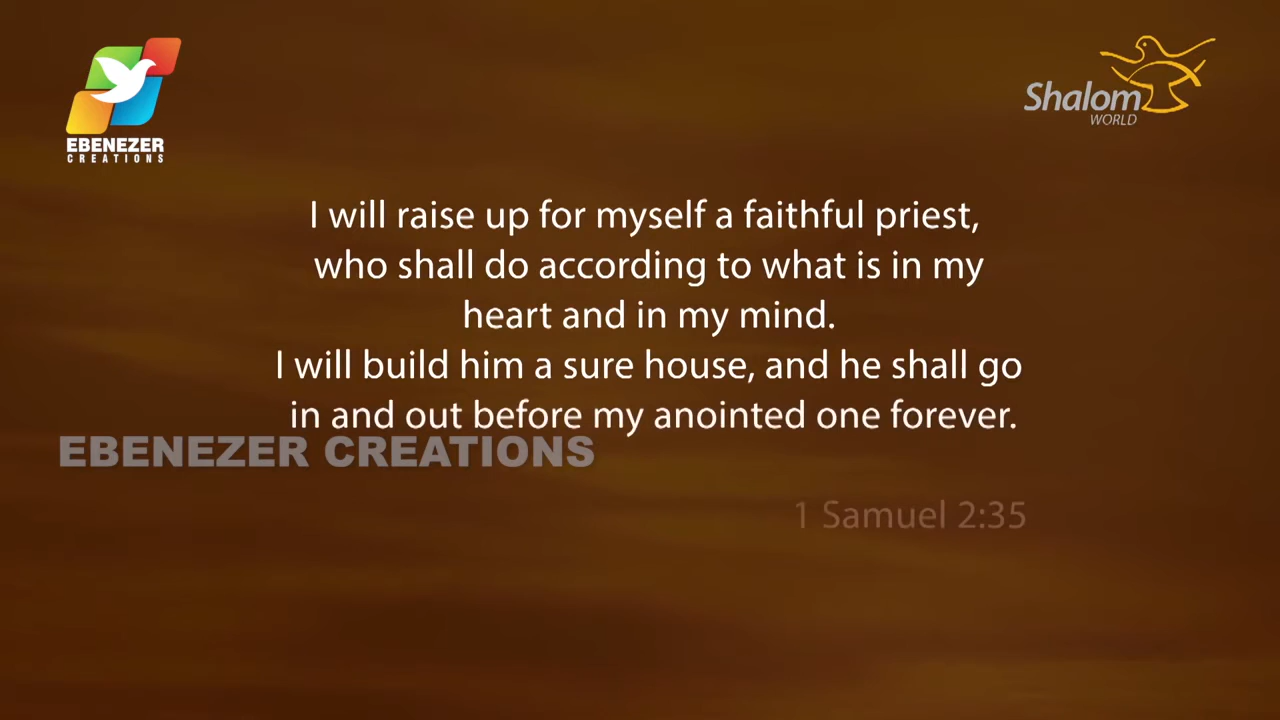 EBENEZER
CREATIONS
Shalom
WORLD
I will raise up for myself a faithful priest,
who shall do according to what is in my
heart and in my mind.
I will build him a sure house, and he shall go
in and out before my anointed one forever.
EBENEZER CREATIONS
1 Samuel 2:35